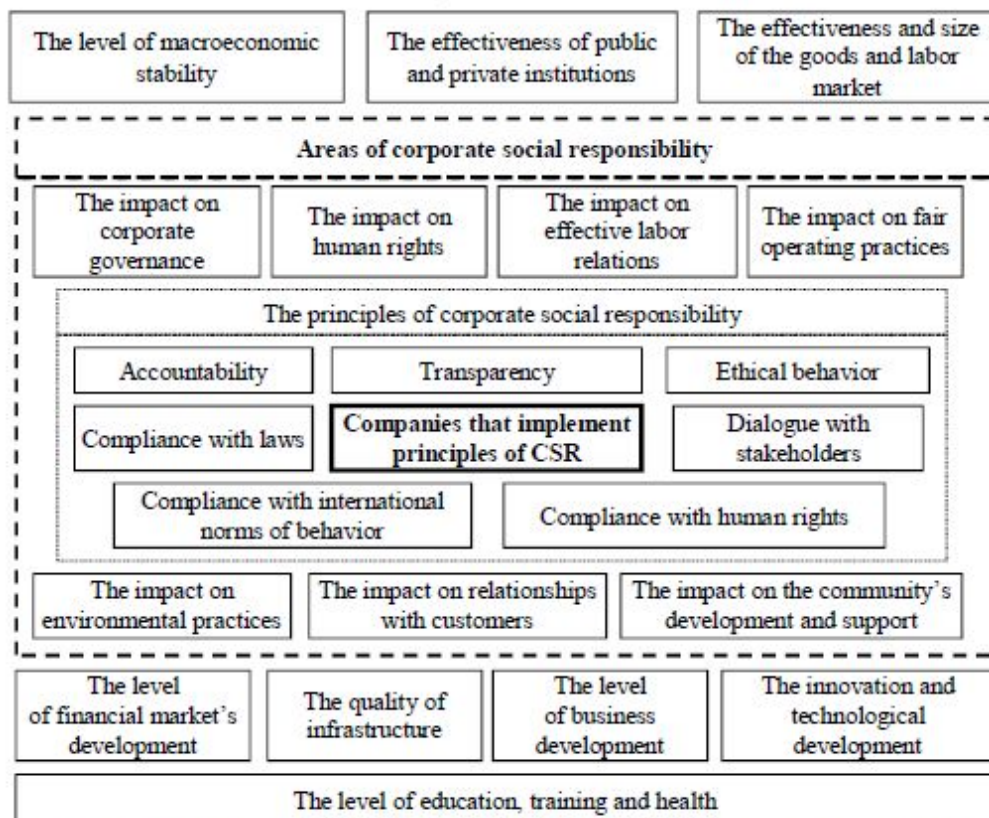 The level of macroeconomic
stability
The effectiveness of public
and private institutions
The effectiveness and size
of the goods and labor
market
Areas of corporate social responsibility
The impact on
corporate
governance
The impact on
human rights
The impact on
effective labor
relations
The impact on fair
operating practices
The principles of corporate social responsibility
Accountability
Transparency
Ethical behavior
Compliance with laws
Companies that implement
principles of CSR
Dialogue with
stakeholders
Compliance with international
norms of behavior
Compliance with human rights
The impact on
environmental practices
The impact on relationships
with customers
The impact on the community's
development and support
The level
of financial market's
development
The quality of
infrastructure
The level
of business
development
The innovation and
technological
development
The level of education, training and health